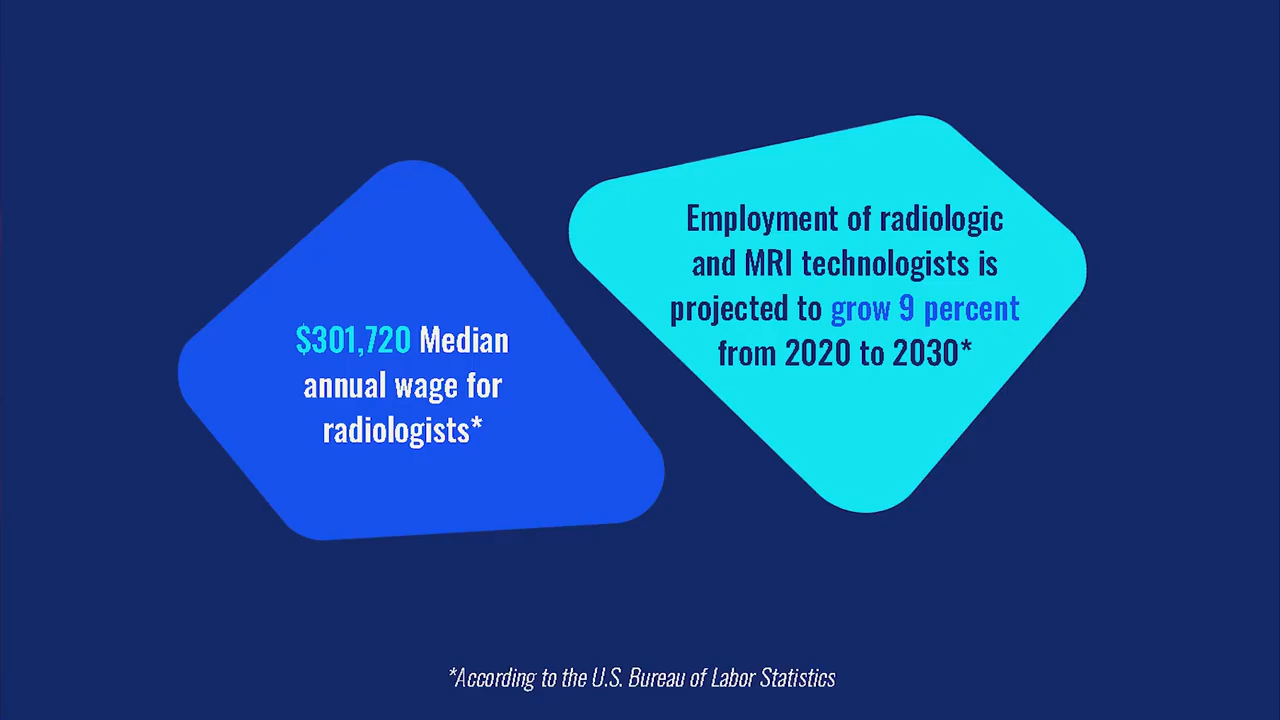 $301,720 Median
annual wage for
radiologists*
Employment of radiologic
and MRI technologists is
projected to grow 9 percent
from 2020 to 2030*
*According to the U.S. Bureau of Labor Statistics